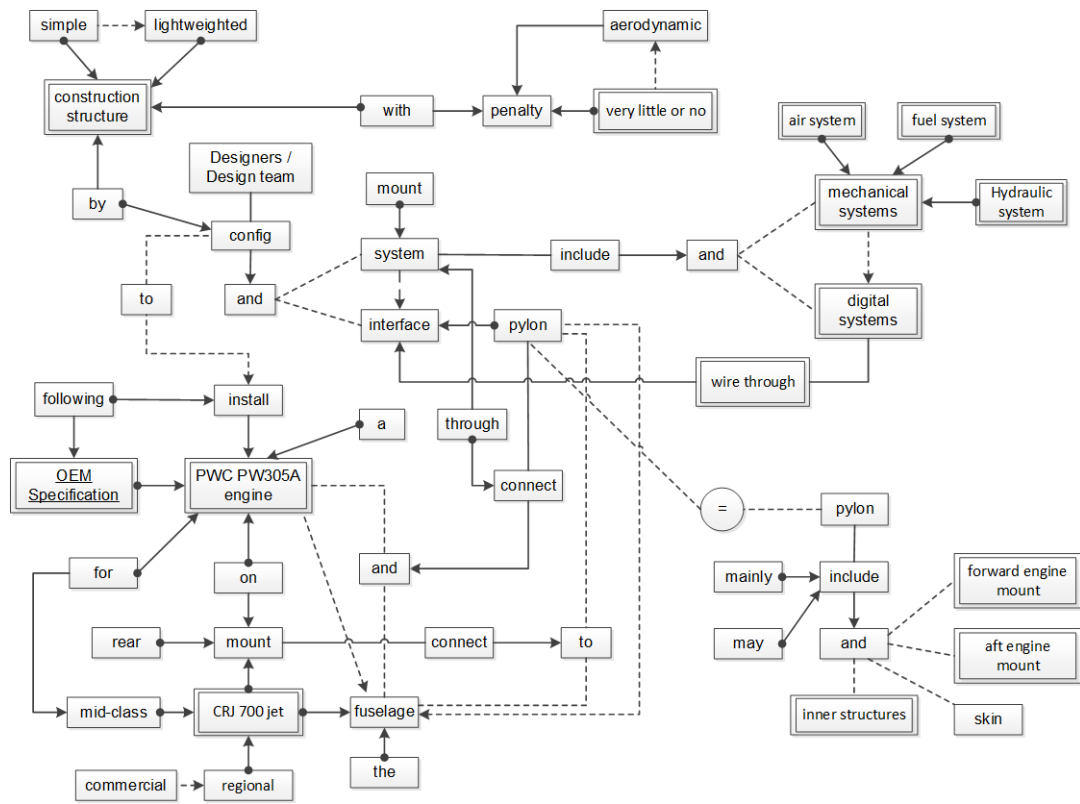 simple
lightweighted
aerodynamic
construction
structure
with
penalty
very little or no
air system
fuel system
Designers /
Design team
mount
mechanical
systems
Hydraulic
system
by
config
system
include
and
to
and
interface
pylon
digital
systems
wire through
following
install
a
through
OEM
Specification
PWC PW305A
engine
connect
=
pylon
for
on
and
mainly
include
forward engine
mount
rear
mount
connect
to
may
and
aft engine
mount
mid-class
CRJ 700 jet
fuselage
inner structures
skin
commercial
regional
the